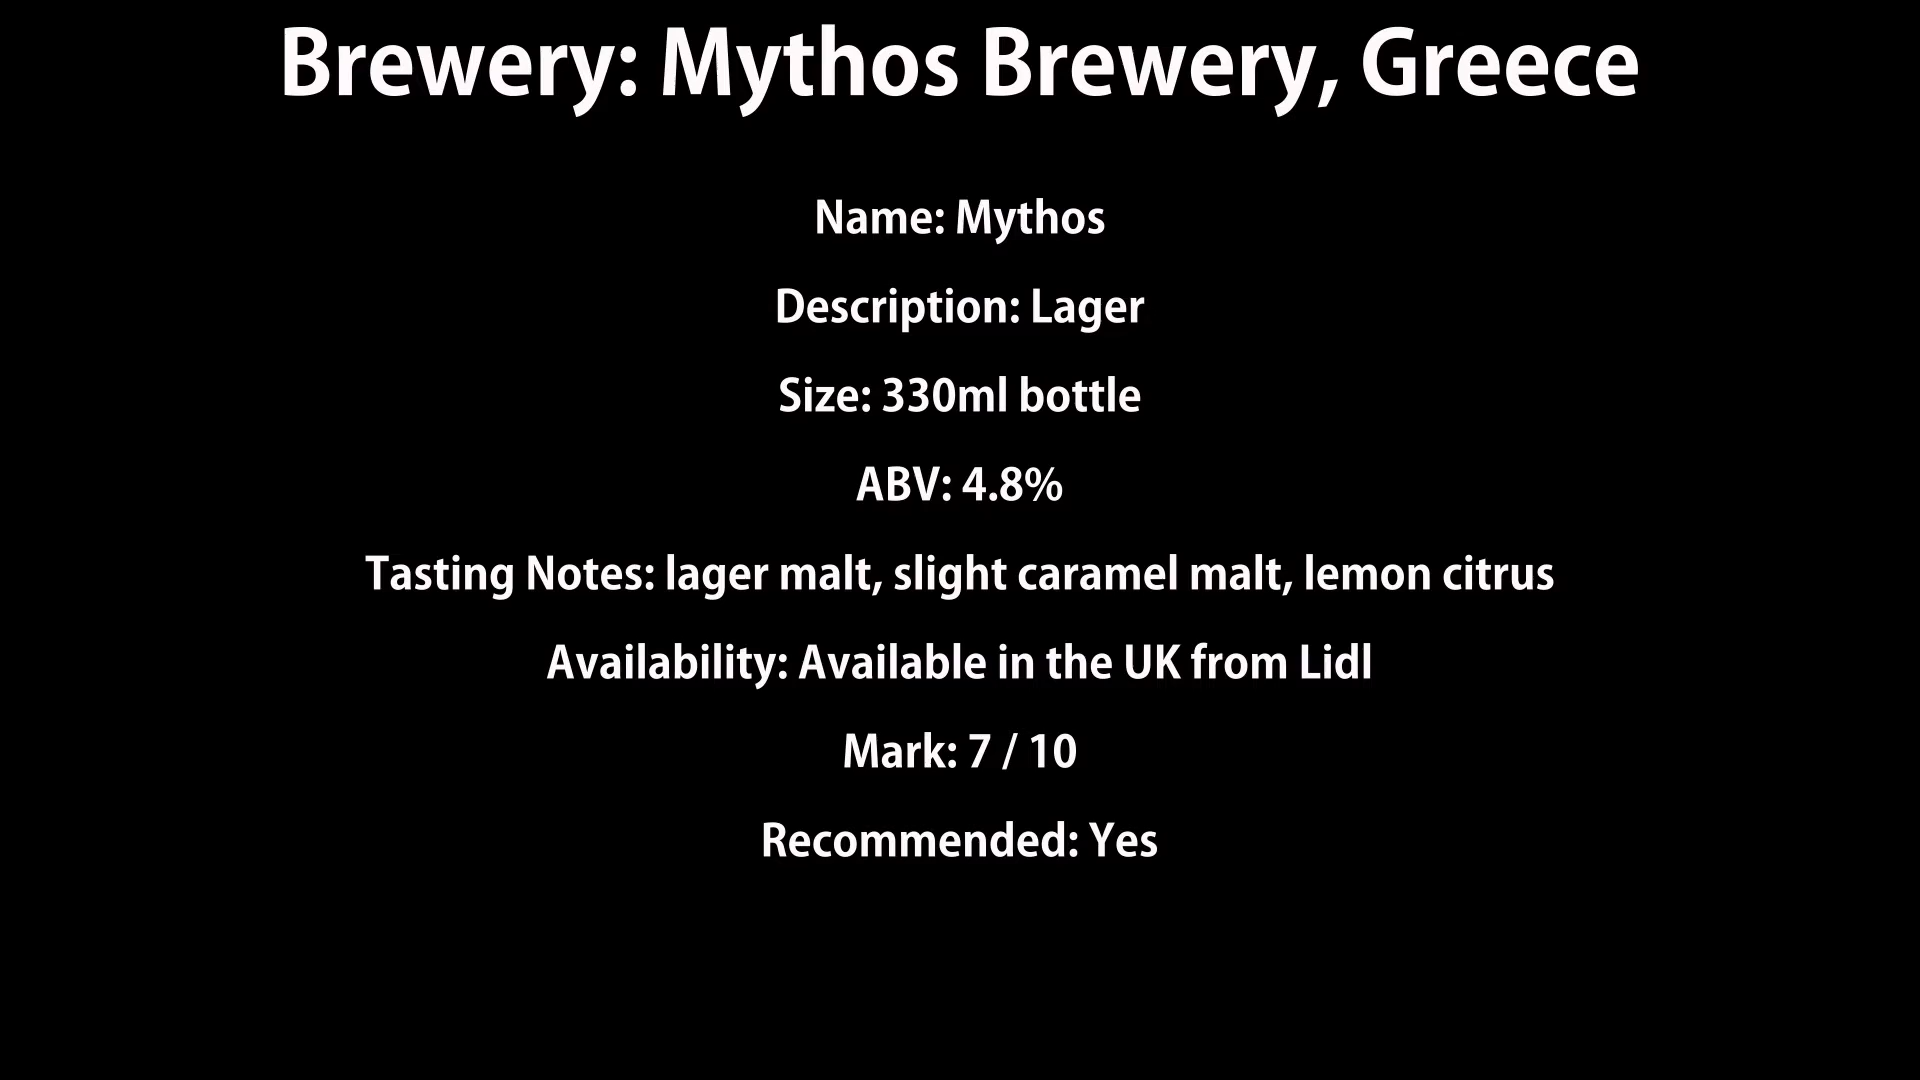 Brewery: Mythos Brewery, Greece
Name: Mythos
Description: Lager
Size: 330ml bottle
ABV: 4.8%
Tasting Notes: lager malt, slight caramel malt, lemon citrus
Availability: Available in the UK from Lidl
Mark: 7 / 10
Recommended: Yes